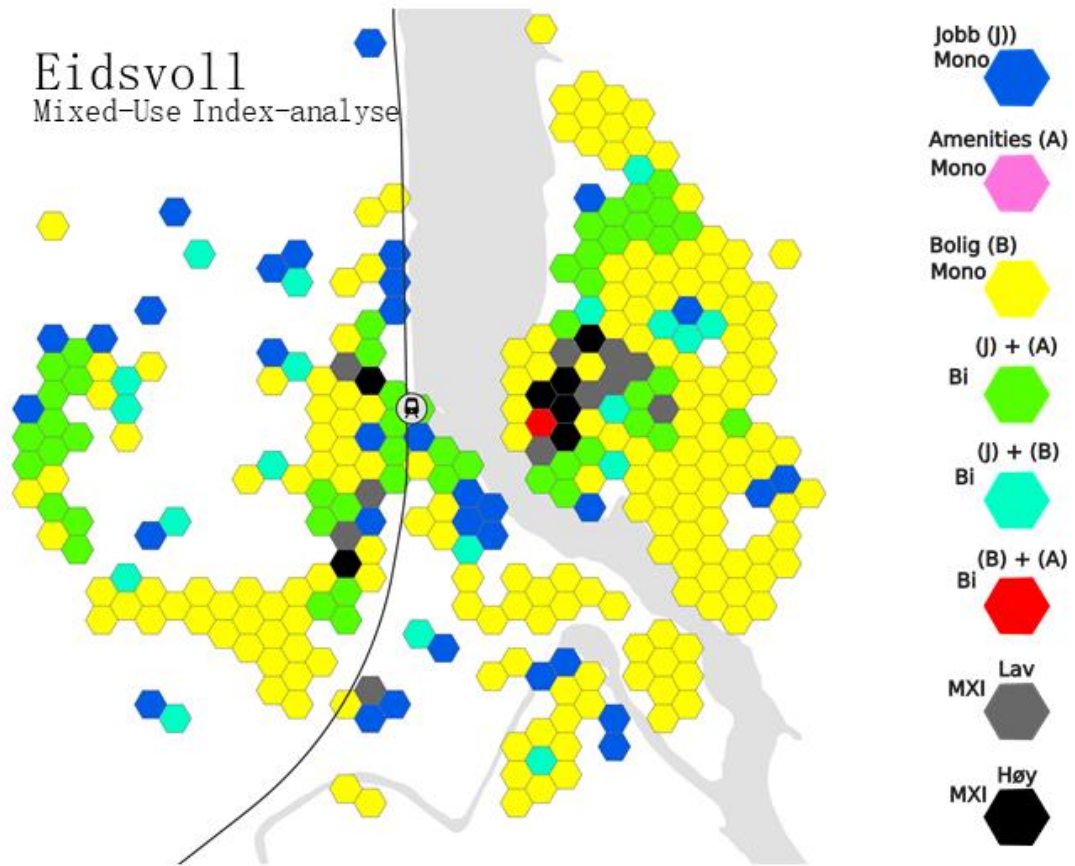 Eidsvoll
Mixed-Use Index-analyse
Jobb (J))
Mono
Amenities (A)
Mono
Bolig (B)
Mono
(J) + (A)
Bi
(J) + (B)
Bi
(B) + (A)
Bi
Lav
MXI
Høy
MXI